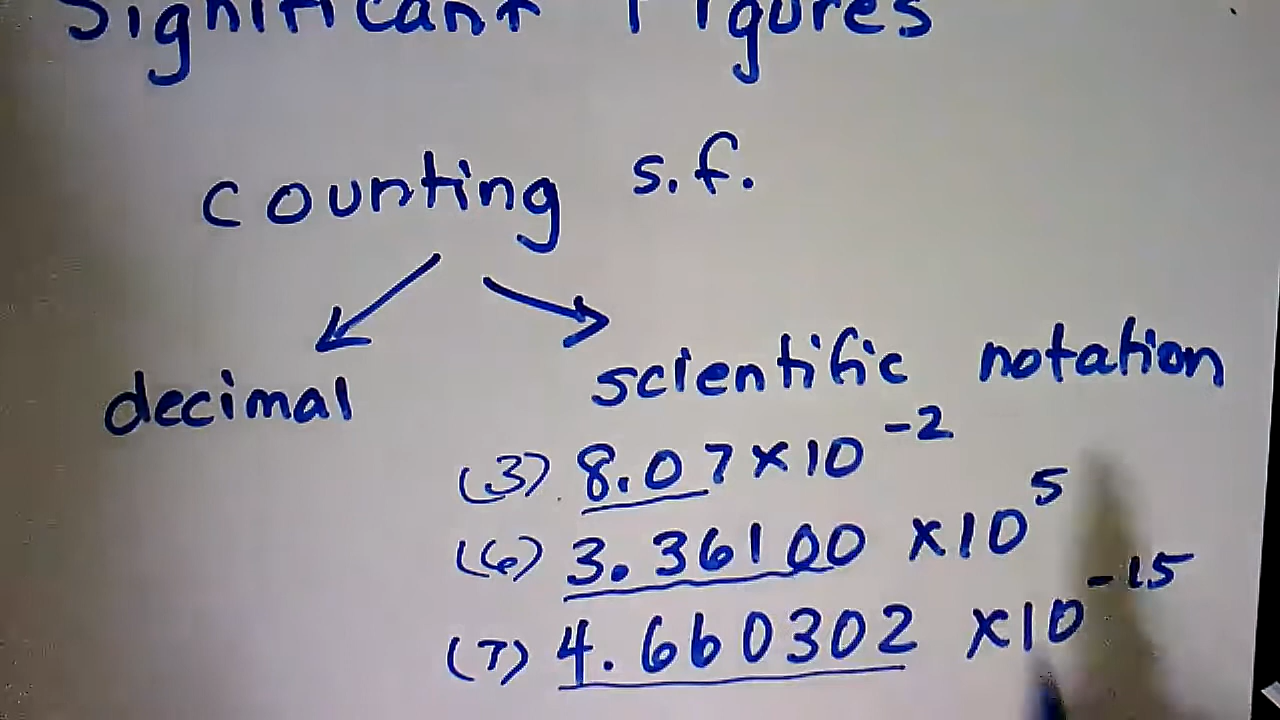 Significant Figures
counting s.f.
decimal
scientific notation
(3) 8.07 x 10⁻²
(6) 3.36100 x 10⁵
(7) 4.660302 x 10⁻¹⁵